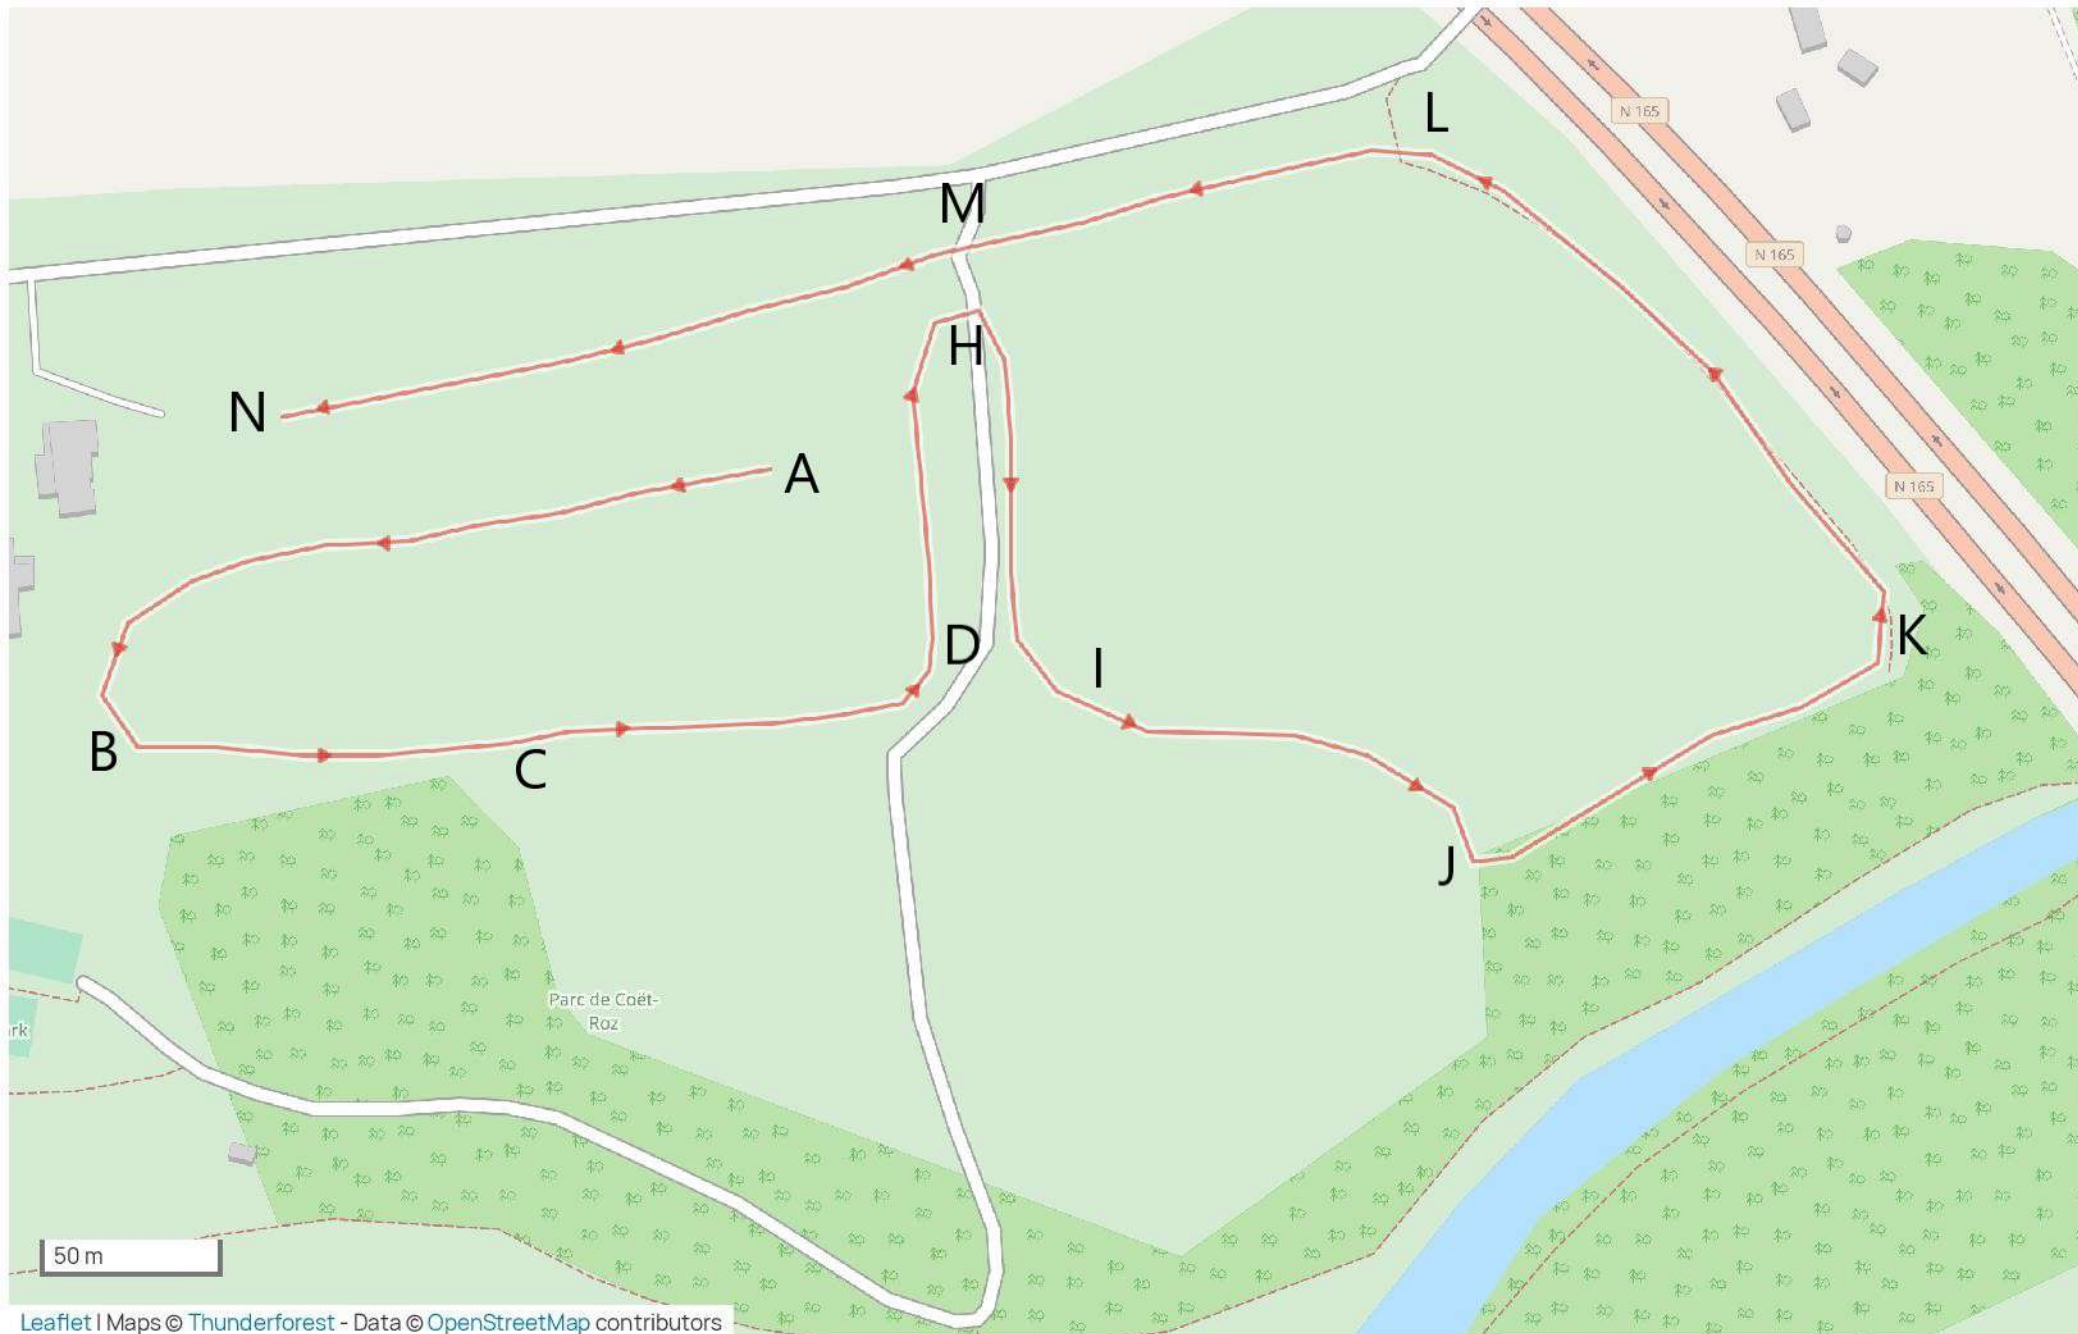 L
N 165
M
N 165
H
N
A
N 165
D
K
I
B
C
J
Parc de Coët-
Roz
rk
50 m
Leaflet | Maps © Thunderforest - Data © OpenStreetMap contributors